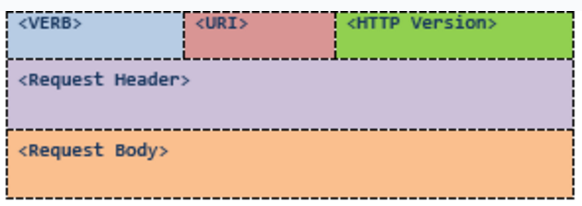 <VERB> <URI> <HTTP Version>
<Request Header>
<Request Body>